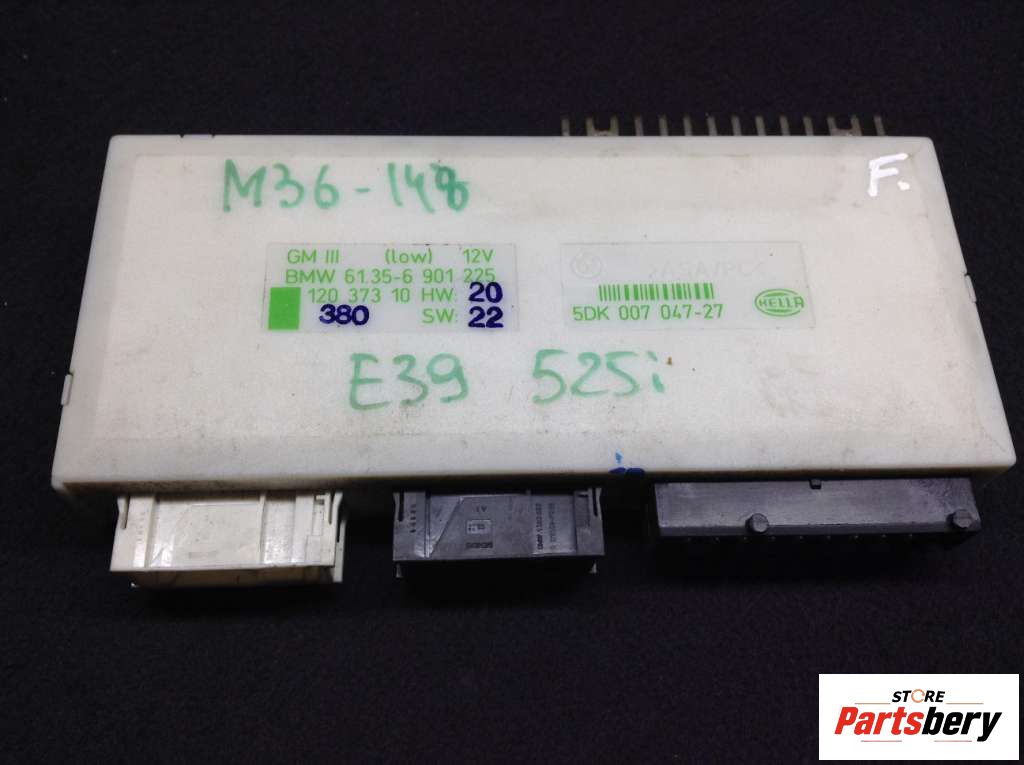 M36-148
F.
GM III (low) 12V
BMW 61.35-6 901 225
120 373 10 HW: 20
380 SW: 22
5DK 007 047-27
HELLA
E39 525i
STORE
Partsbery